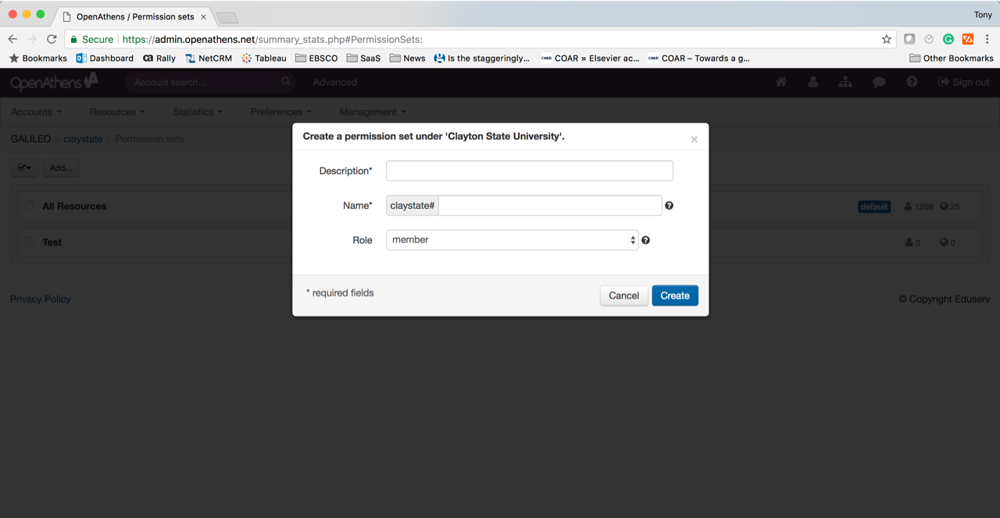 OpenAthens / Permission sets
Tony
Secure https://admin.openathens.net/summary_stats.php#PermissionSets:
Bookmarks Dashboard Rally NetCRM Tableau EBSCO SaaS News Is the staggeringly... COAR » Elsevier ac... COAR – Towards a g... Other Bookmarks
OpenAthens Account search... Advanced Sign out
Accounts Resources Statistics Preferences Management
GALILEO > claystate > Permission sets
Add...
All Resources default 1269 25
Test 0 0
Privacy Policy © Copyright Eduserv
Create a permission set under 'Clayton State University'. ×
Description*
Name* claystate#
Role member
* required fields Cancel Create